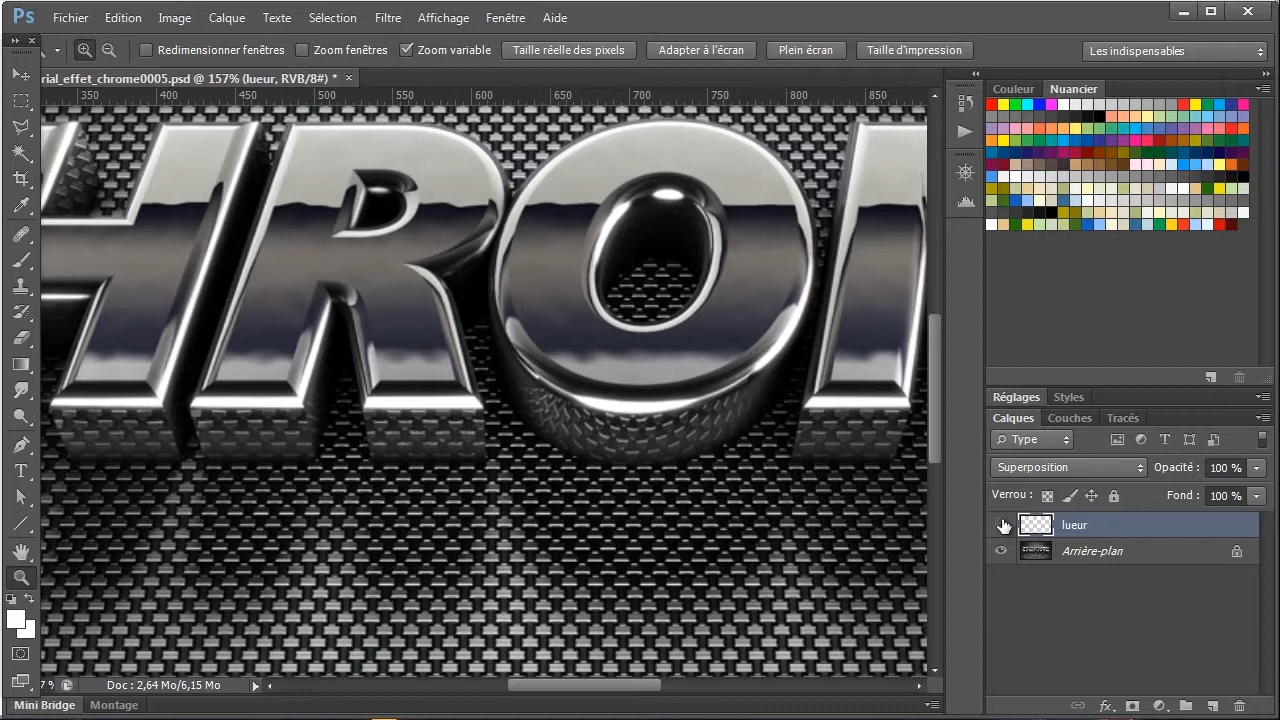 Ps Fichier Edition Image Calque Texte Sélection Filtre Affichage Fenêtre Aide
Redimensionner fenêtres Zoom fenêtres Zoom variable Taille réelle des pixels Adapter à l'écran Plein écran Taille d'impression Les indispensables
rial_effet_chrome0005.psd @ 157% (lueur, RVB/8#) * ×
350 400 450 500 550 600 650 700 750 800 850
Couleur Nuancier
HRO
Réglages Styles
Calques Couches Tracés
Type
Superposition Opacité : 100 %
Verrou : Fond : 100 %
lueur
Arrière-plan
7 % Doc : 2,64 Mo/6,15 Mo
Mini Bridge Montage